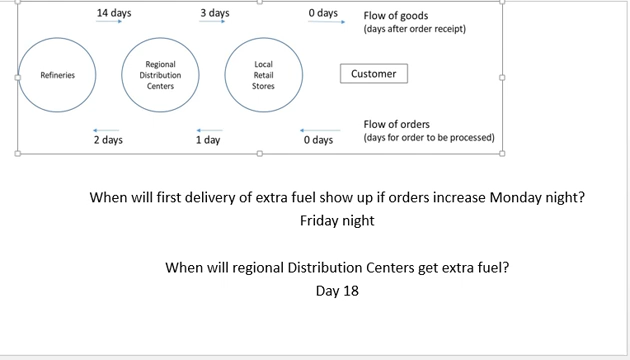 14 days
3 days
0 days
Flow of goods
(days after order receipt)
Refineries
Regional
Distribution
Centers
Local
Retail
Stores
Customer
Flow of orders
(days for order to be processed)
2 days
1 day
0 days
When will first delivery of extra fuel show up if orders increase Monday night?
Friday night
When will regional Distribution Centers get extra fuel?
Day 18